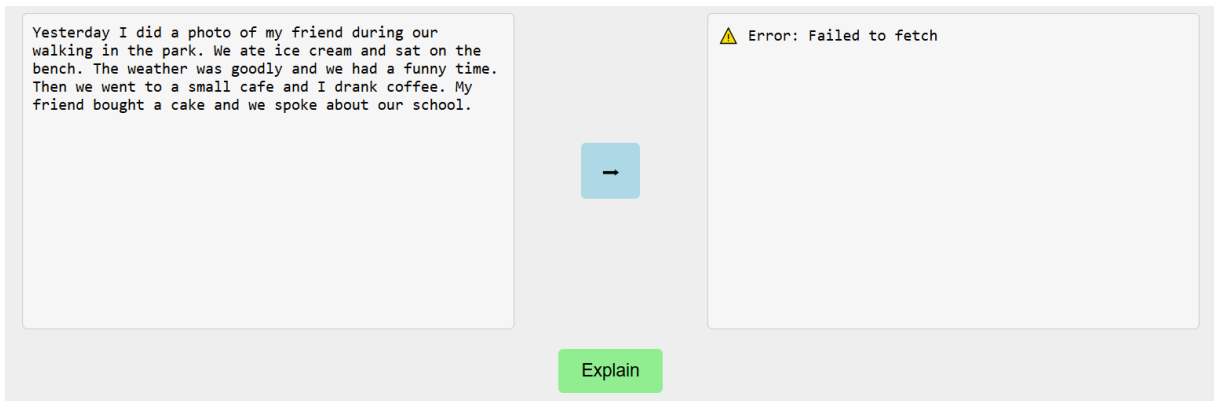 Yesterday I did a photo of my friend during our
walking in the park. We ate ice cream and sat on the
bench. The weather was goodly and we had a funny time.
Then we went to a small cafe and I drank coffee. My
friend bought a cake and we spoke about our school.
⚠ Error: Failed to fetch
→
Explain